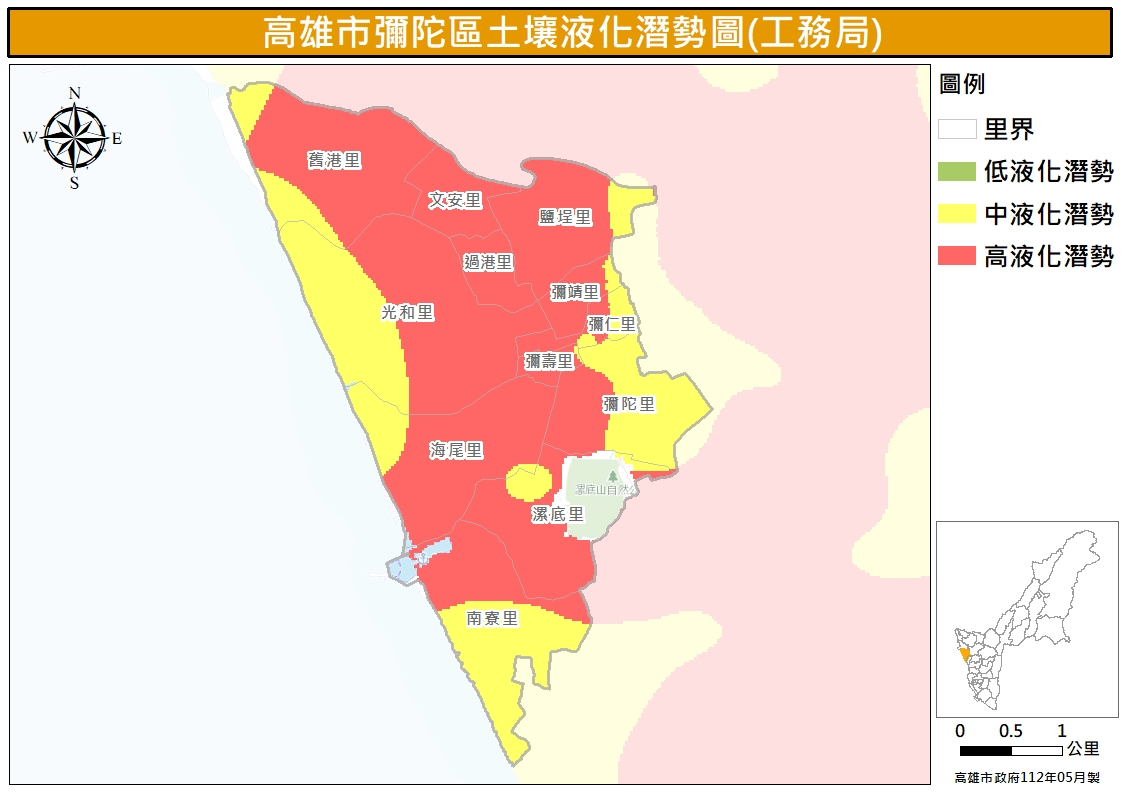 高雄市彌陀區土壤液化潛勢圖(工務局)
N
W E
S
圖例
里界
低液化潛勢
中液化潛勢
高液化潛勢
舊港里
文安里
鹽埕里
過港里
彌靖里
光和里
彌仁里
彌壽里
彌陀里
海尾里
漯底山自然公
漯底里
南寮里
0 0.5 1
公里
高雄市政府112年05月製